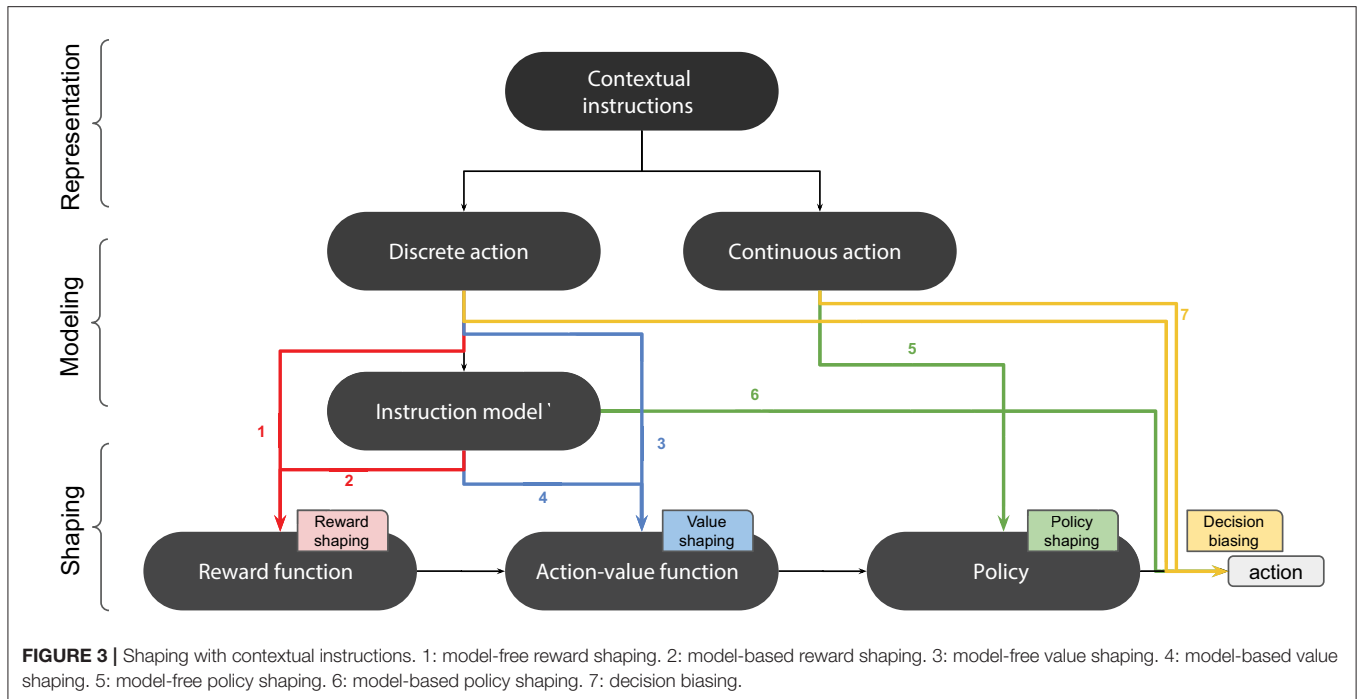 Representation
Modeling
Shaping
Contextual
instructions
Discrete action
Continuous action
7
5
Instruction model `
6
1
3
2
4
Reward
shaping
Value
shaping
Policy
shaping
Decision
biasing
Reward function
Action-value function
Policy
action
FIGURE 3 | Shaping with contextual instructions. 1: model-free reward shaping. 2: model-based reward shaping. 3: model-free value shaping. 4: model-based value
shaping. 5: model-free policy shaping. 6: model-based policy shaping. 7: decision biasing.